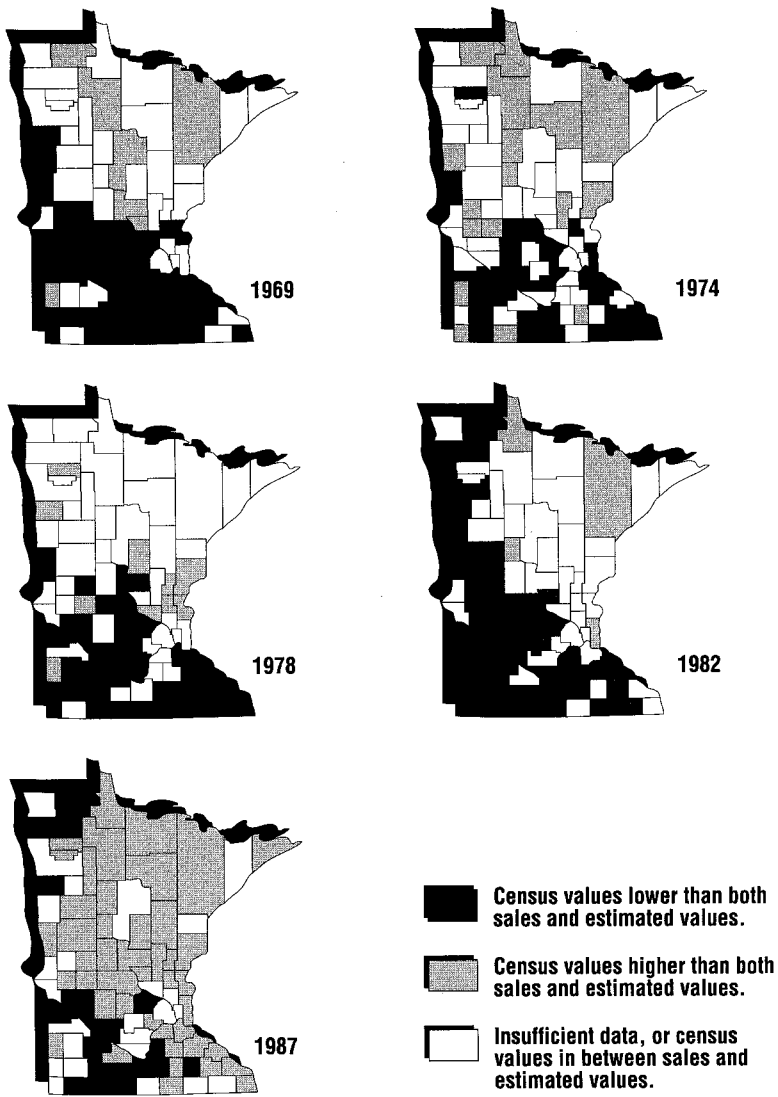 1969
1974
1978
1982
1987
Census values lower than both
sales and estimated values.
Census values higher than both
sales and estimated values.
Insufficient data, or census
values in between sales and
estimated values.